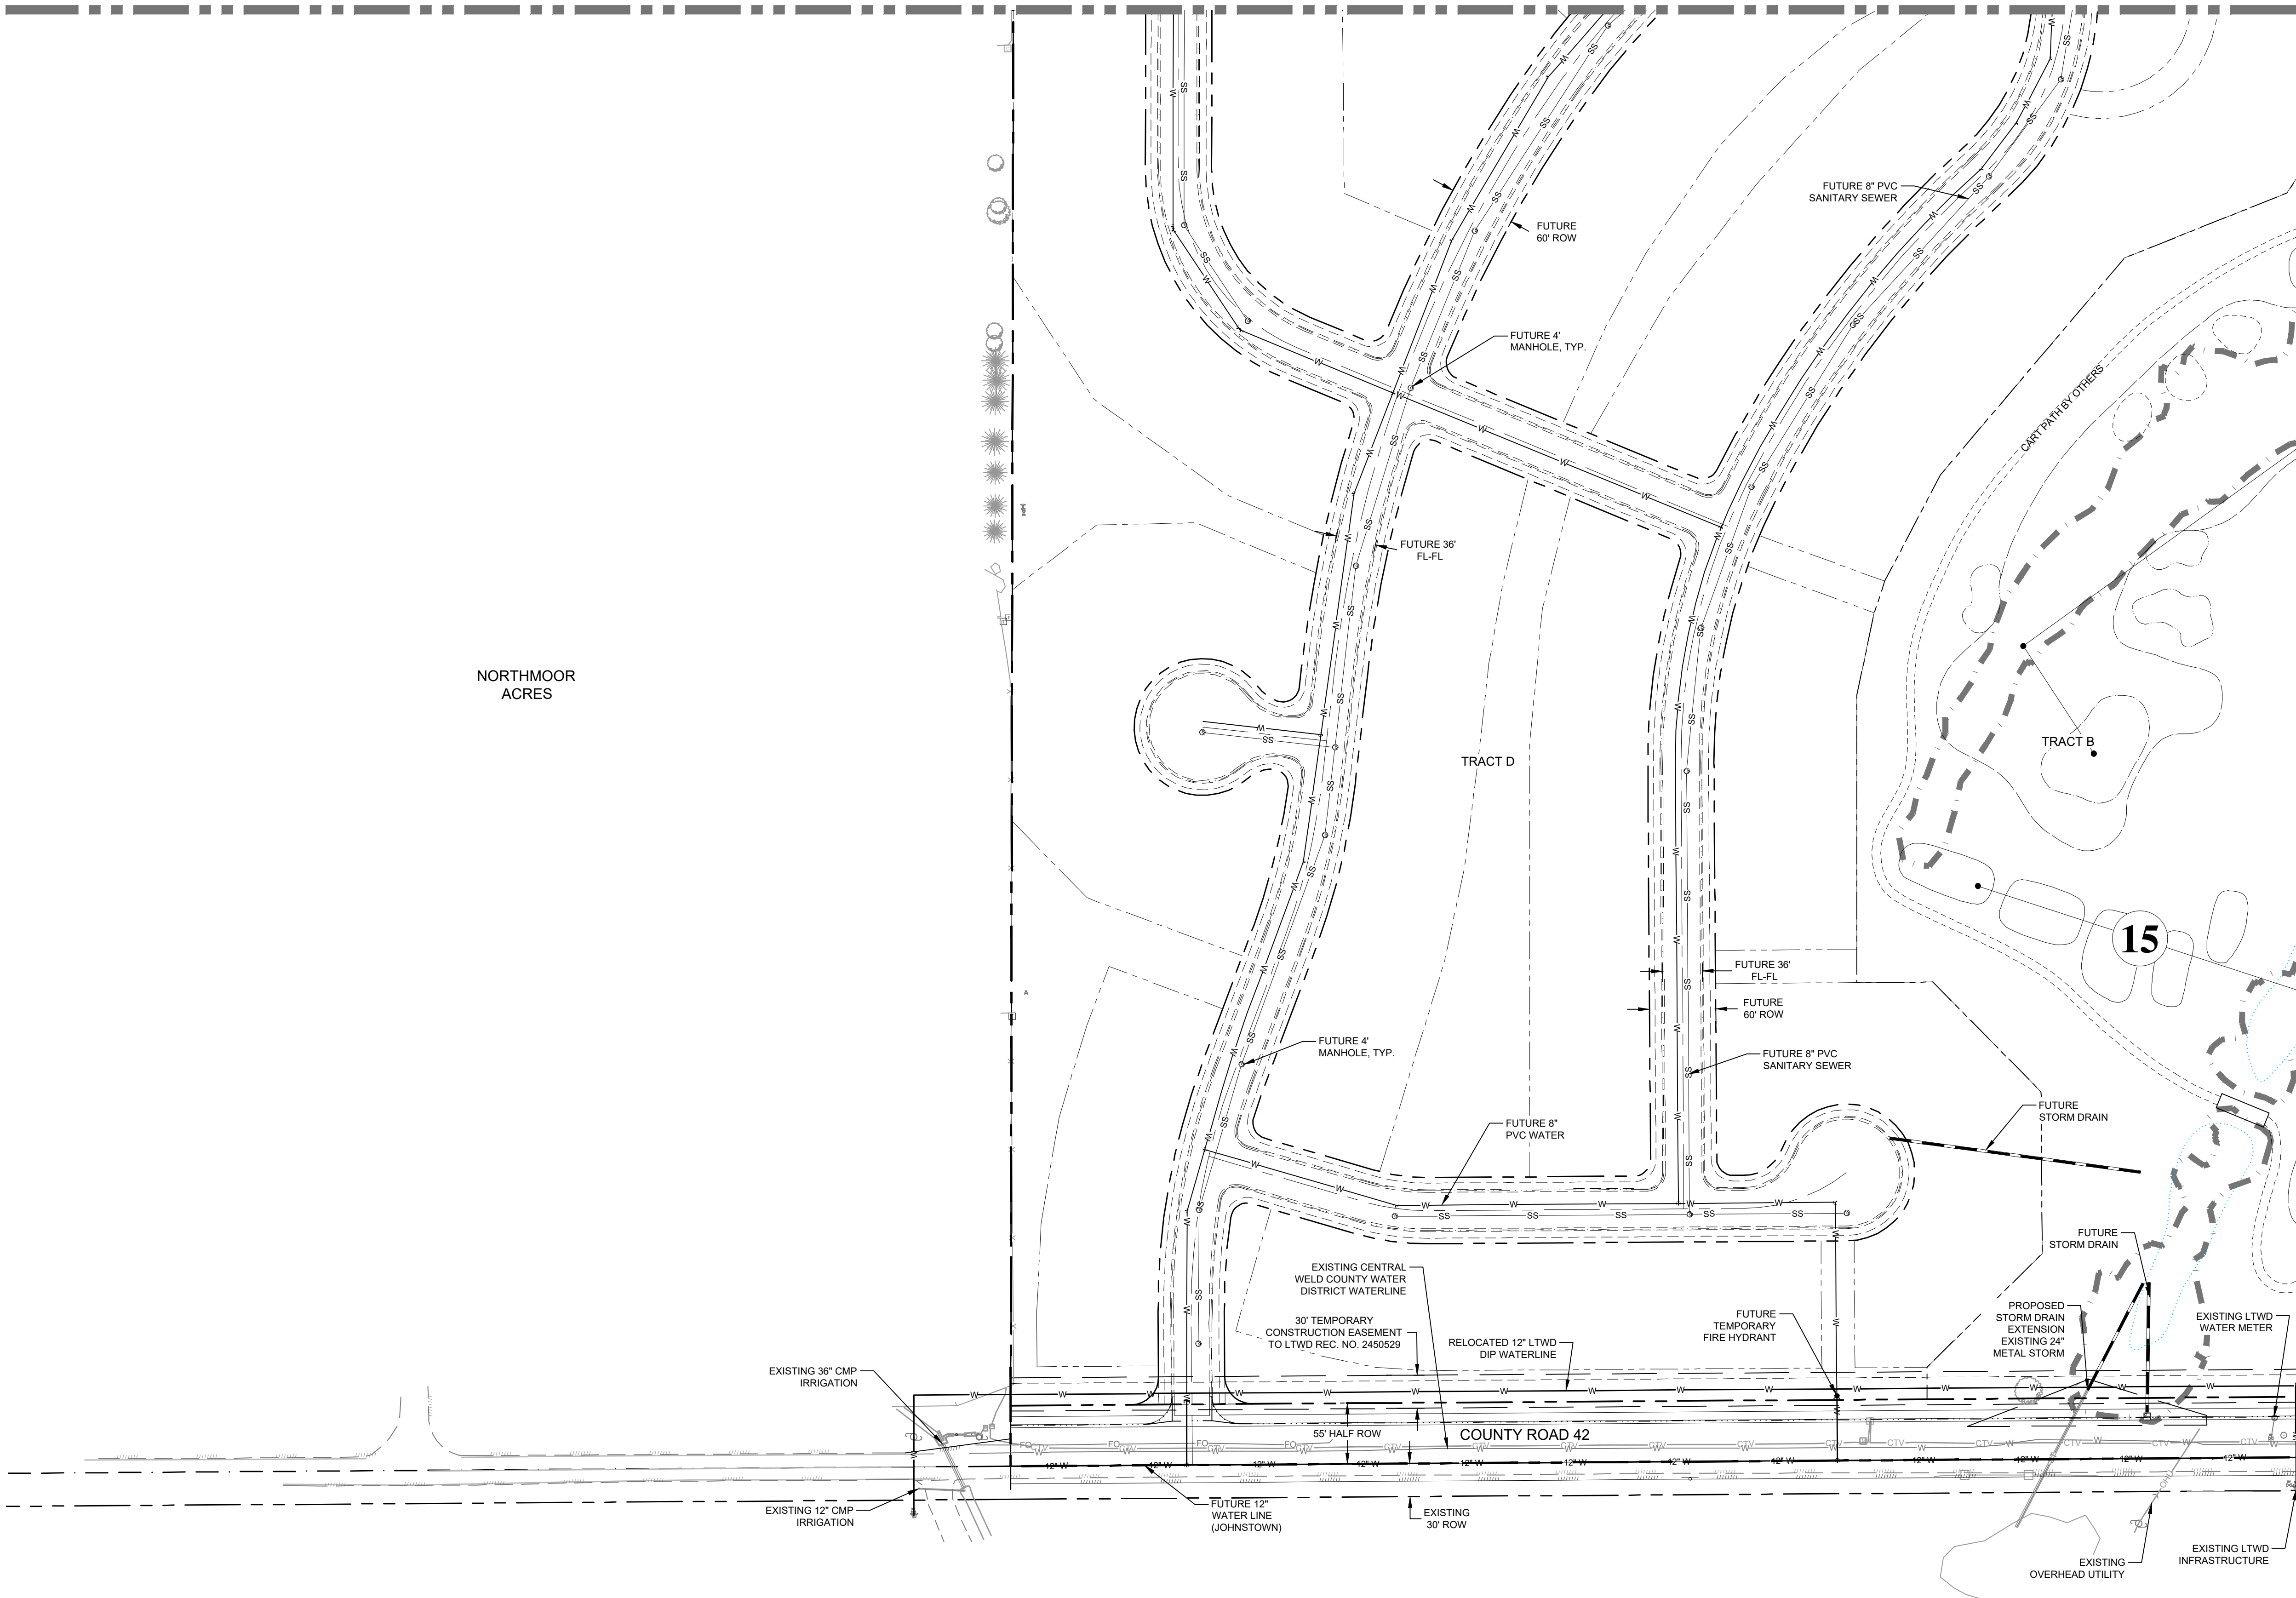 FUTURE 8" PVC
SANITARY SEWER
FUTURE
60' ROW
FUTURE 4'
MANHOLE, TYP.
CART PATH BY OTHERS
FUTURE 36'
FL-FL
NORTHMOOR
ACRES
TRACT D
TRACT B
15
FUTURE 36'
FL-FL
FUTURE
60' ROW
FUTURE 4'
MANHOLE, TYP.
FUTURE 8" PVC
SANITARY SEWER
FUTURE
STORM DRAIN
FUTURE 8"
PVC WATER
FUTURE
STORM DRAIN
EXISTING CENTRAL
WELD COUNTY WATER
DISTRICT WATERLINE
30' TEMPORARY
CONSTRUCTION EASEMENT
TO LTWD REC. NO. 2450529
RELOCATED 12" LTWD
DIP WATERLINE
FUTURE
TEMPORARY
FIRE HYDRANT
PROPOSED
STORM DRAIN
EXTENSION
EXISTING 24"
METAL STORM
EXISTING LTWD
WATER METER
EXISTING 36" CMP
IRRIGATION
55' HALF ROW
COUNTY ROAD 42
EXISTING 12" CMP
IRRIGATION
FUTURE 12"
WATER LINE
(JOHNSTOWN)
EXISTING
30' ROW
EXISTING
OVERHEAD UTILITY
EXISTING LTWD
INFRASTRUCTURE